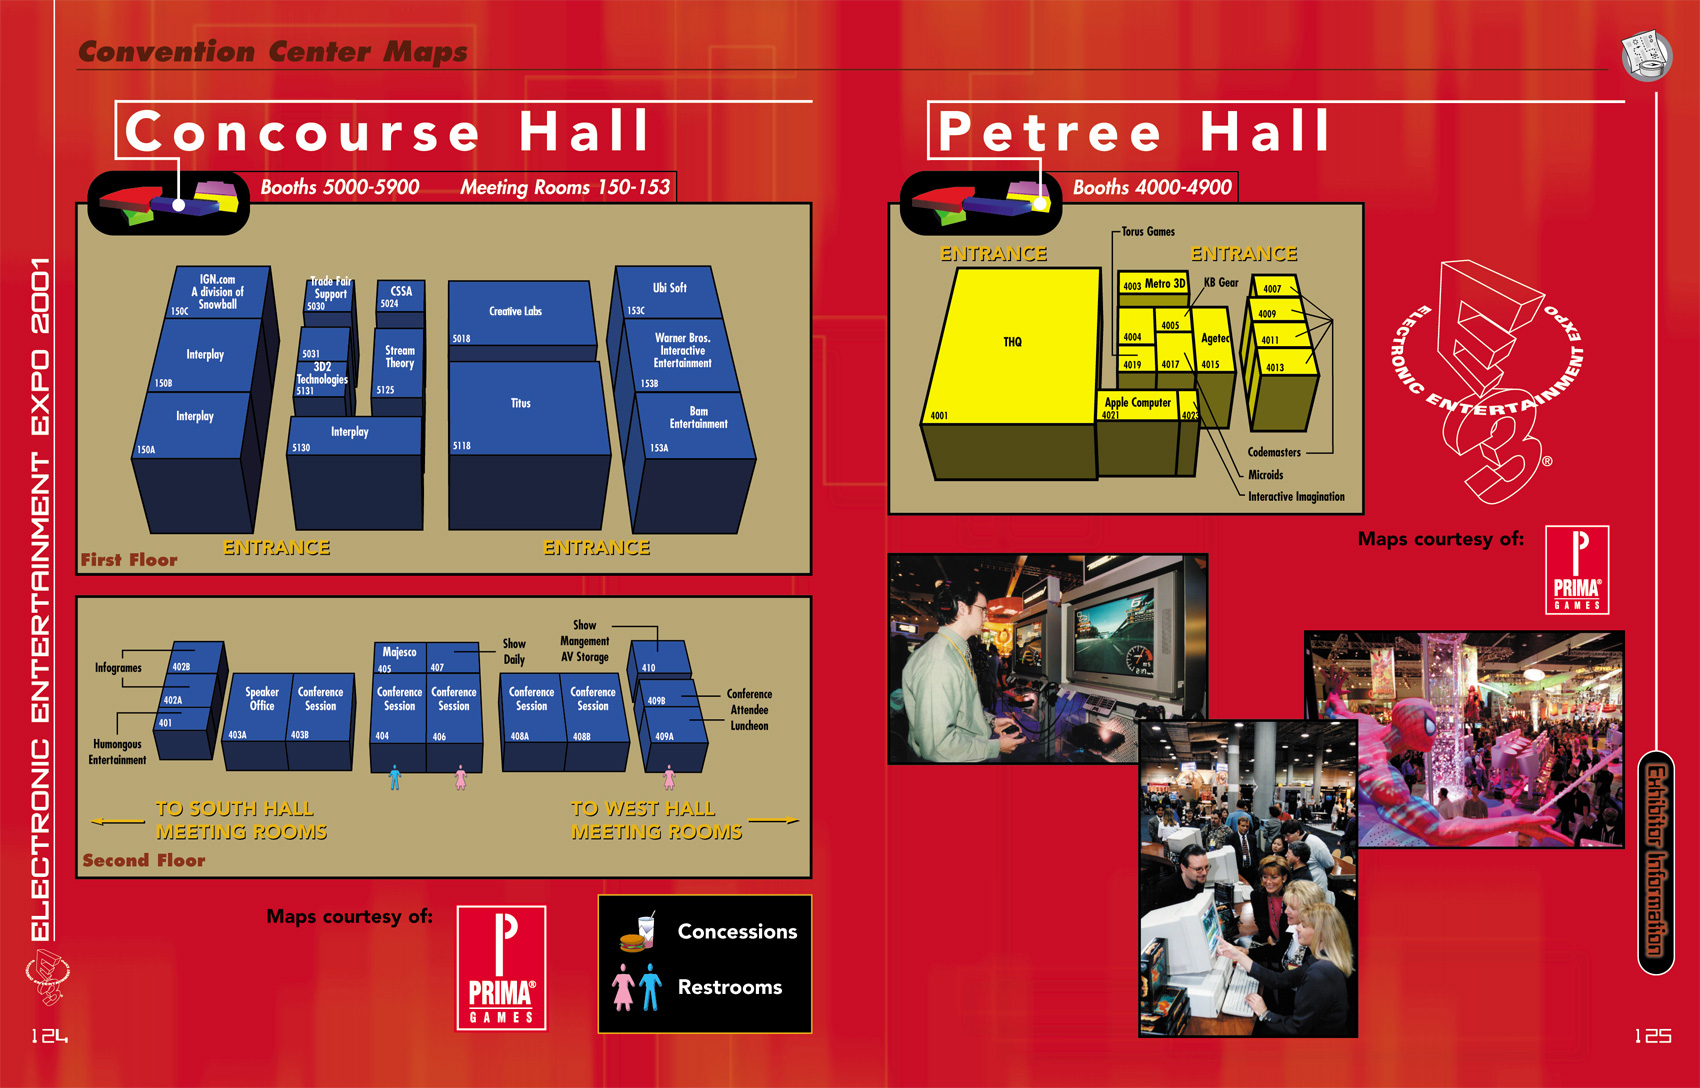 Convention Center Maps
Concourse Hall
Booths 5000-5900 Meeting Rooms 150-153
IGN.com
A division of
Snowball
150C
Interplay
150B
Interplay
150A
Trade Fair
Support
5030
5031
3D2
Technologies
5131
CSSA
5024
Stream
Theory
5125
Interplay
5130
Creative Labs
5018
Titus
5118
Ubi Soft
153C
Warner Bros.
Interactive
Entertainment
153B
Bam
Entertainment
153A
ENTRANCE
ENTRANCE
First Floor
Infogrames
402B
402A
401
Humongous
Entertainment
Speaker
Office
403A
Conference
Session
403B
Majesco
405
407
Show
Daily
Conference
Session
404
Conference
Session
406
Conference
Session
408A
Conference
Session
408B
Show
Mangement
AV Storage
410
409B
409A
Conference
Attendee
Luncheon
TO SOUTH HALL
MEETING ROOMS
TO WEST HALL
MEETING ROOMS
Second Floor
Maps courtesy of:
PRIMA®
GAMES
Concessions
Restrooms
ELECTRONIC ENTERTAINMENT EXPO 2001
E3
124
Petree Hall
Booths 4000-4900
ENTRANCE
ENTRANCE
Torus Games
THQ
4001
4003 Metro 3D
KB Gear
4004
4005
4019
4017
Agetec
4015
Apple Computer
4021
4023
4007
4009
4011
4013
Codemasters
Microids
Interactive Imagination
ELECTRONIC ENTERTAINMENT EXPO
E3®
Maps courtesy of:
PRIMA®
GAMES
Exhibitor Information
125